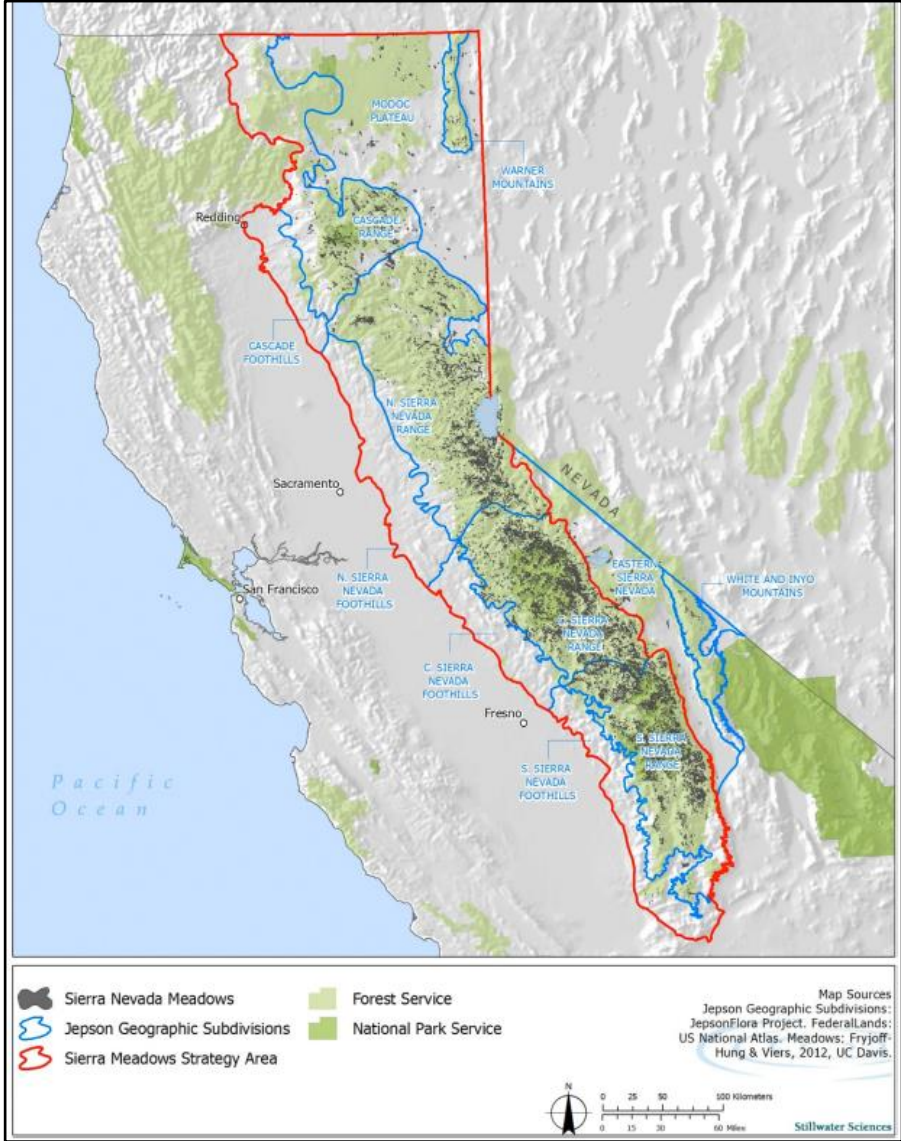 MODOC
PLATEAU
WARNER
MOUNTAINS
Redding
CASCADE
RANGE
CASCADE
FOOTHILLS
N. SIERRA
NEVADA
RANGE
NEVADA
Sacramento
EASTERN
SIERRA
NEVADA
WHITE AND INYO
MOUNTAINS
N. SIERRA
NEVADA
FOOTHILLS
San Francisco
C. SIERRA
NEVADA
RANGE
C. SIERRA
NEVADA
FOOTHILLS
Fresno
S. SIERRA
NEVADA
RANGE
S. SIERRA
NEVADA
FOOTHILLS
Pacific
Ocean
Sierra Nevada Meadows
Jepson Geographic Subdivisions
Sierra Meadows Strategy Area
Forest Service
National Park Service
Map Sources
Jepson Geographic Subdivisions:
JepsonFlora Project. FederalLands:
US National Atlas. Meadows: Fryjoff-
Hung & Viers, 2012, UC Davis.
N
0 25 50 100 Kilometers
0 15 30 60 Miles
Stillwater Sciences